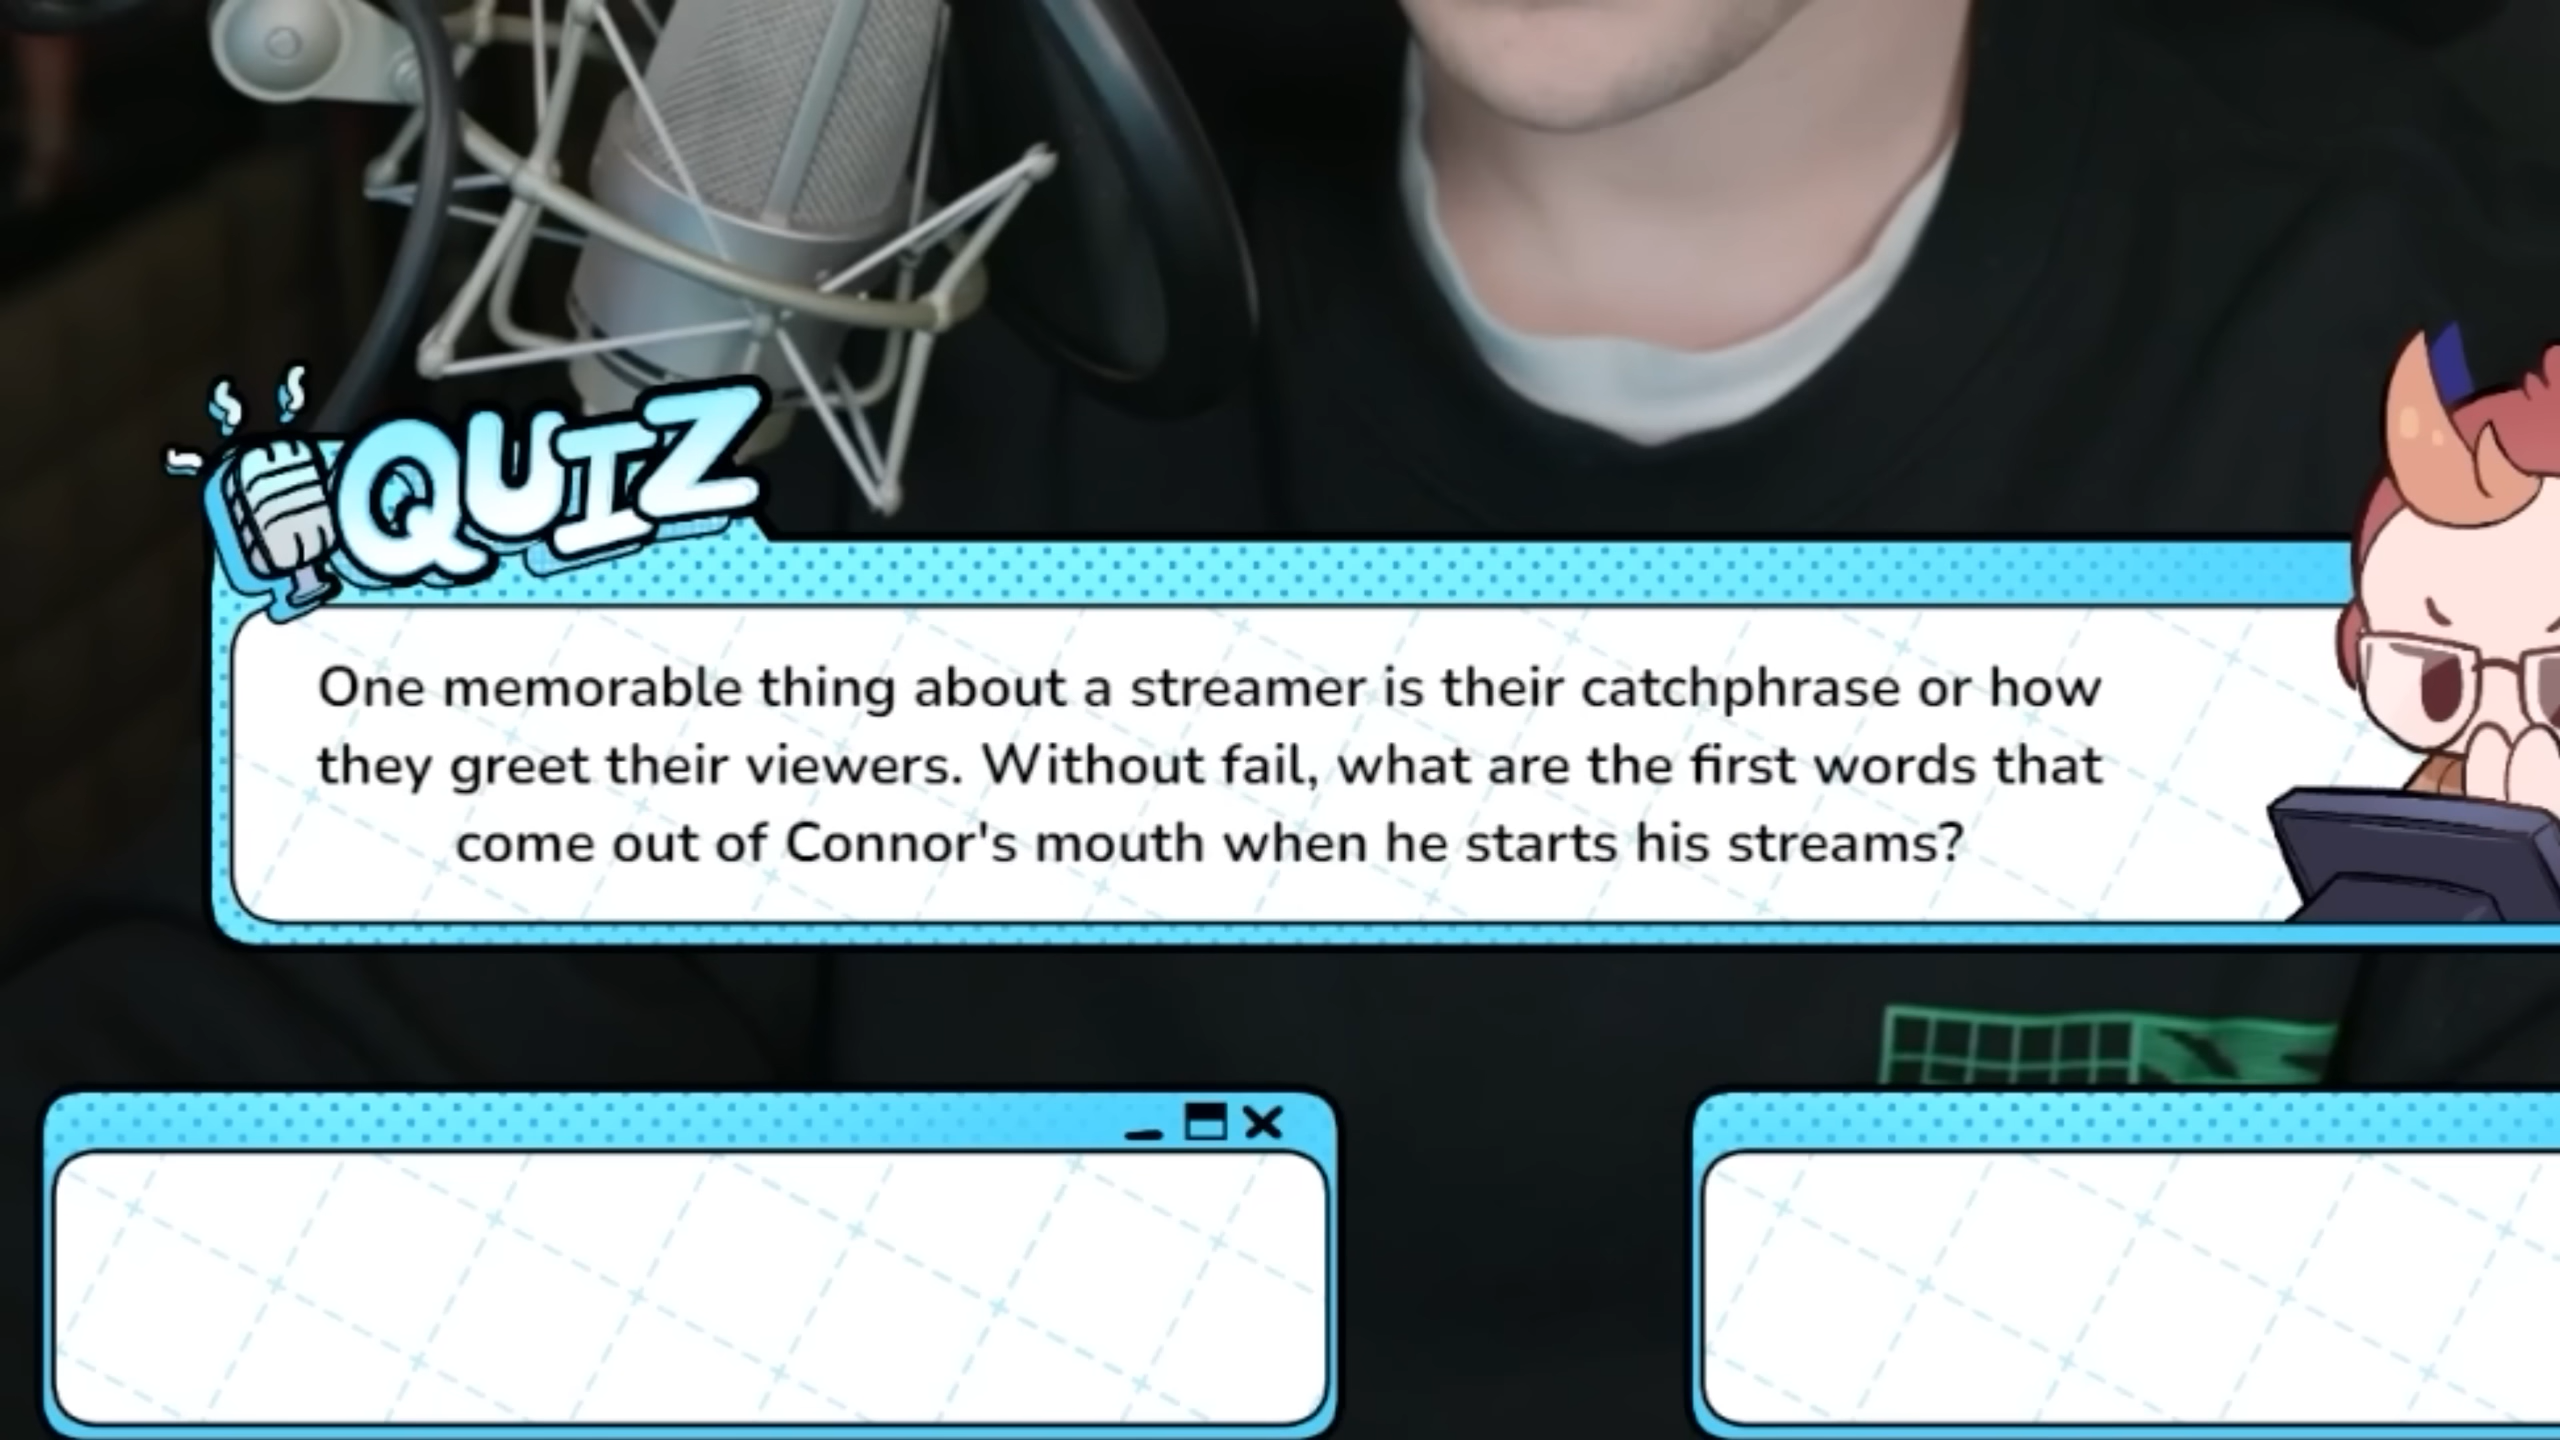 QUIZ
One memorable thing about a streamer is their catchphrase or how
they greet their viewers. Without fail, what are the first words that
come out of Connor's mouth when he starts his streams?